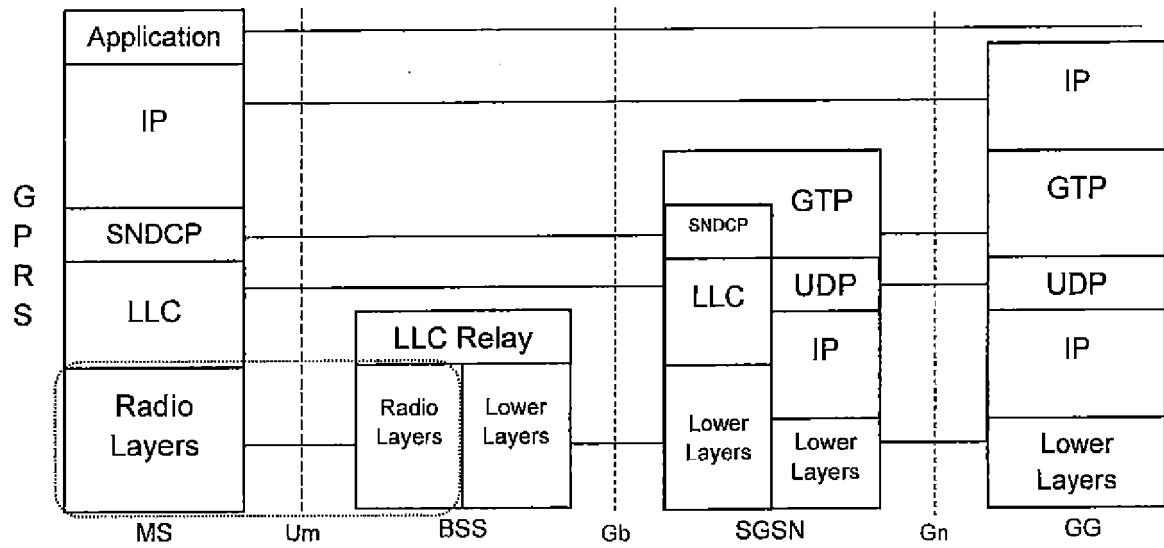 G
P
R
S
Application
IP
SNDCP
LLC
Radio
Layers
MS
Um
LLC Relay
Radio
Layers
Lower
Layers
BSS
Gb
GTP
SNDCP
LLC
UDP
IP
Lower
Layers
Lower
Layers
SGSN
Gn
IP
GTP
UDP
IP
Lower
Layers
GG